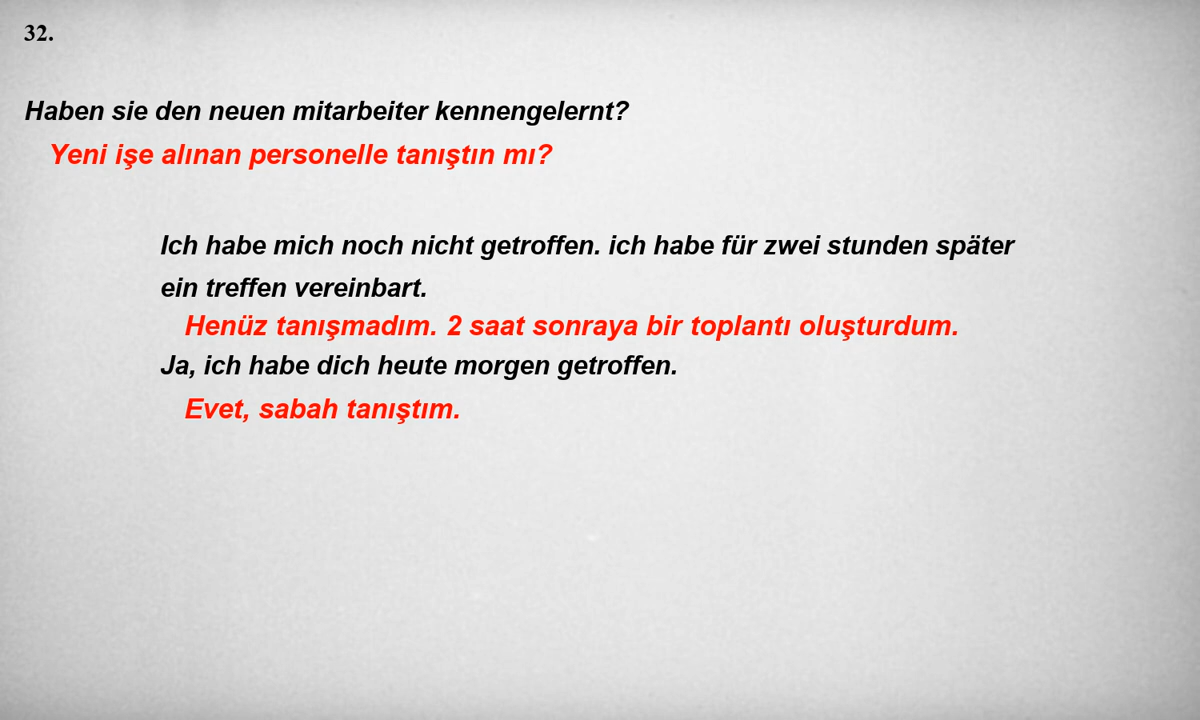 32.
Haben sie den neuen mitarbeiter kennengelernt?
Yeni işe alınan personelle tanıştın mı?
Ich habe mich noch nicht getroffen. ich habe für zwei stunden später
ein treffen vereinbart.
Henüz tanışmadım. 2 saat sonraya bir toplantı oluşturdum.
Ja, ich habe dich heute morgen getroffen.
Evet, sabah tanıştım.